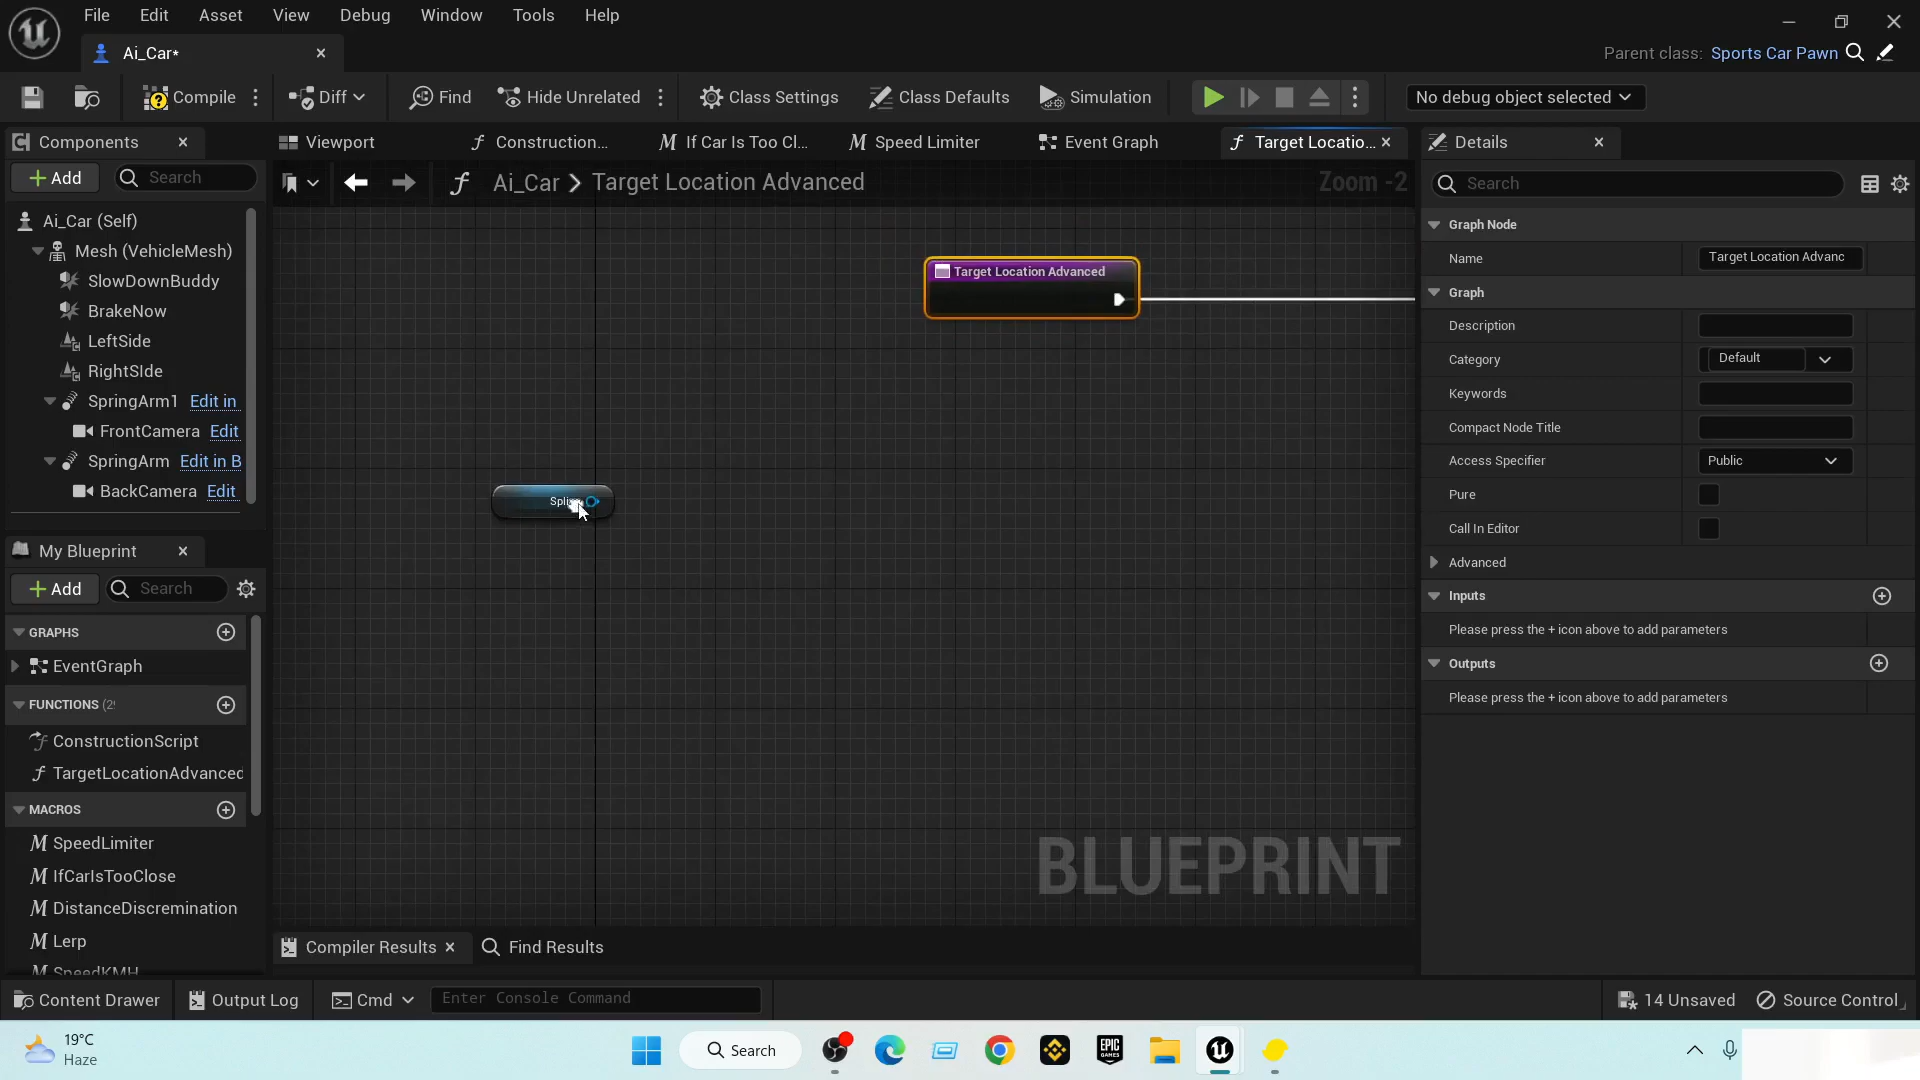 File Edit Asset View Debug Window Tools Help
Ai_Car*
Parent class: Sports Car Pawn
Compile Diff Find Hide Unrelated Class Settings Class Defaults Simulation No debug object selected
Components
Viewport Construction... If Car Is Too Cl... Speed Limiter Event Graph Target Locatio...
Details
Add Search
Ai_Car > Target Location Advanced
Zoom -2
Search
Ai_Car (Self)
Mesh (VehicleMesh)
SlowDownBuddy
BrakeNow
LeftSide
RightSIde
SpringArm1 Edit in
FrontCamera Edit
SpringArm Edit in B
BackCamera Edit
Target Location Advanced
Graph Node
Name Target Location Advanc
Graph
Description
Category Default
Keywords
Compact Node Title
Access Specifier Public
Pure
Call In Editor
Advanced
Inputs
Please press the + icon above to add parameters
Outputs
Please press the + icon above to add parameters
My Blueprint
Add Search
GRAPHS
EventGraph
FUNCTIONS
ConstructionScript
TargetLocationAdvanced
MACROS
SpeedLimiter
IfCarIsTooClose
DistanceDiscremination
Lerp
SpeedKMH
BLUEPRINT
Compiler Results Find Results
Content Drawer Output Log Cmd Enter Console Command
14 Unsaved Source Control
19°C
Haze
Search
EPIC
GAMES